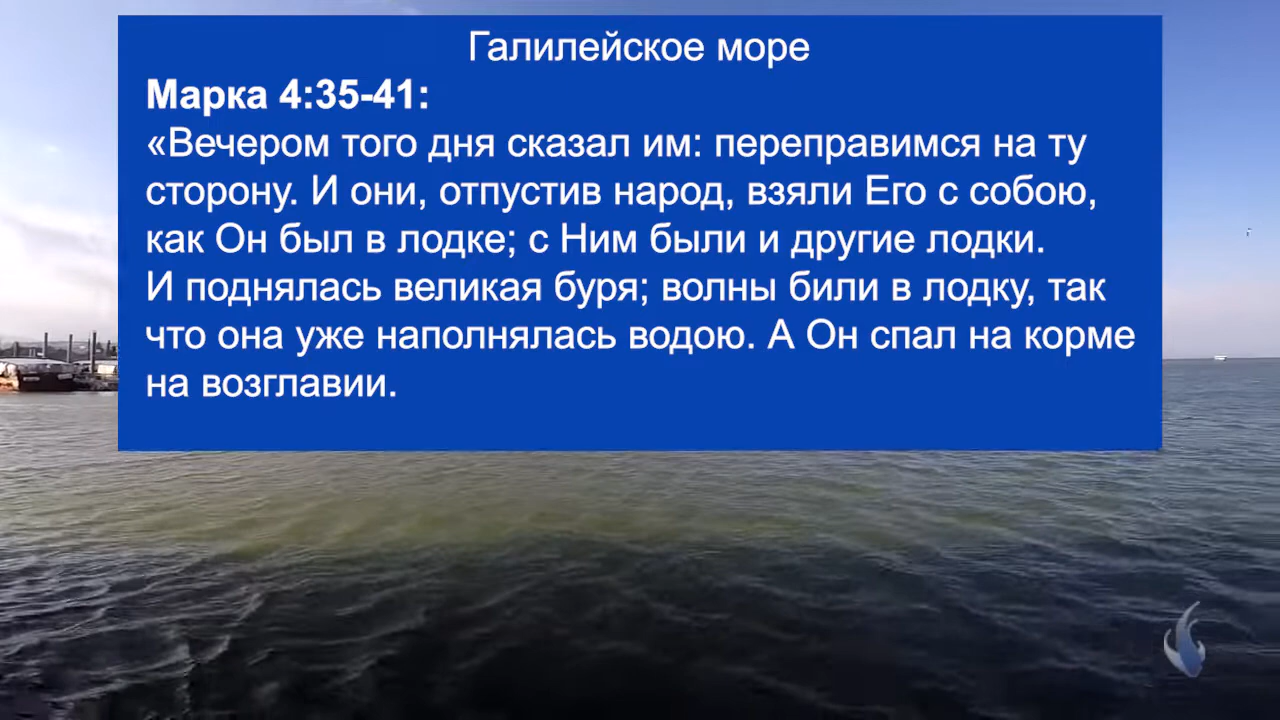 Галилейское море
Марка 4:35-41:
«Вечером того дня сказал им: переправимся на ту
сторону. И они, отпустив народ, взяли Его с собою,
как Он был в лодке; с Ним были и другие лодки.
И поднялась великая буря; волны били в лодку, так
что она уже наполнялась водою. А Он спал на корме
на возглавии.